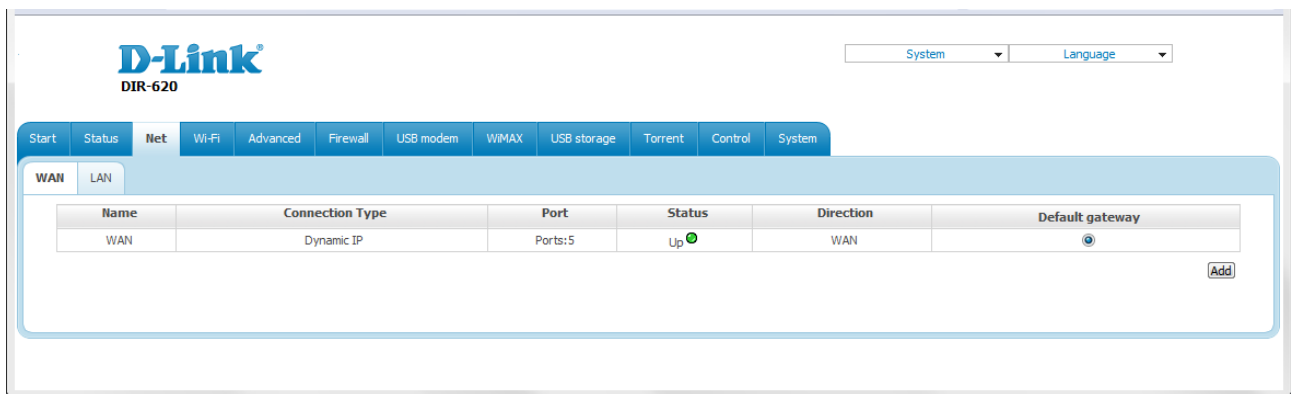 D-Link®
DIR-620
System Language
Start Status Net Wi-Fi Advanced Firewall USB modem WiMAX USB storage Torrent Control System
WAN LAN
Name Connection Type Port Status Direction Default gateway
WAN Dynamic IP Ports:5 Up WAN
Add